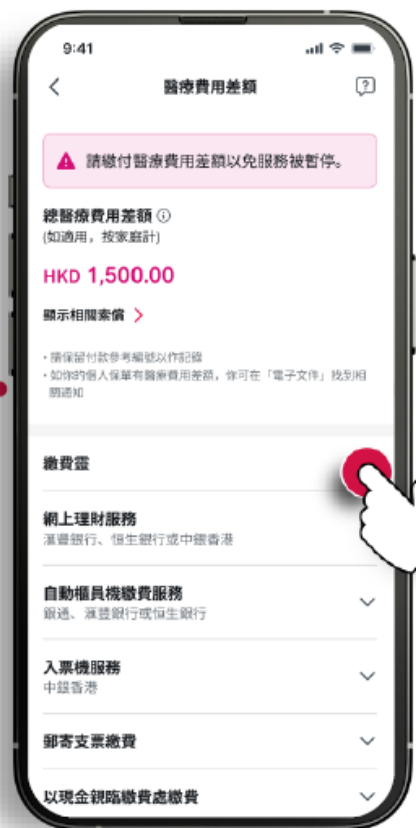 9:41
醫療費用差額
請繳付醫療費用差額以免服務被暫停。
總醫療費用差額
(如適用，按家庭計)
HKD 1,500.00
顯示相關索償
• 請保留付款參考編號以作記錄
• 如你的個人保單有醫療費用差額，你可在「電子文件」找到相
關通知
繳費靈
網上理財服務
滙豐銀行、恒生銀行或中銀香港
自動櫃員機繳費服務
銀通、滙豐銀行或恒生銀行
入票機服務
中銀香港
郵寄支票繳費
以現金親臨繳費處繳費